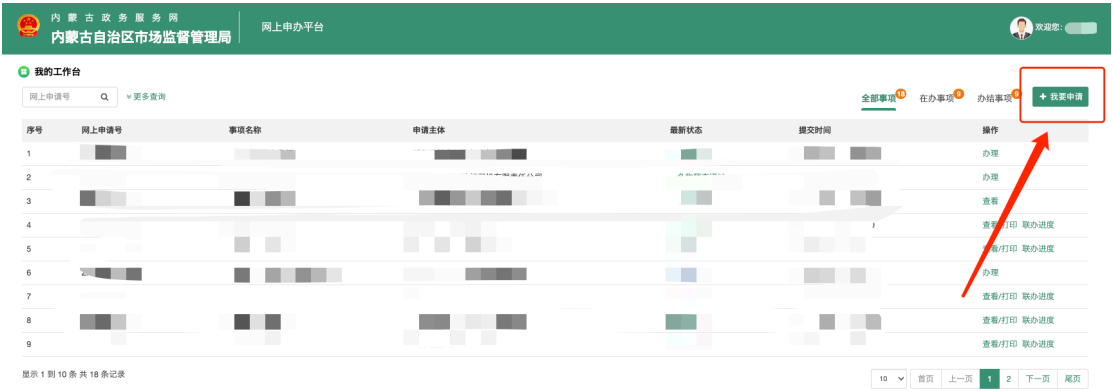 内蒙古政务服务网
内蒙古自治区市场监督管理局
网上申办平台
欢迎您:
我的工作台
网上申请号 更多查询
全部事项 18 在办事项 9 办结事项 9 + 我要申请
序号 网上申请号 事项名称 申请主体 最新状态 提交时间 操作
1 办理
2 办理
3 查看
4 查看/打印 联办进度
5 查看/打印 联办进度
6 办理
7 查看/打印 联办进度
8 查看/打印 联办进度
9 查看/打印 联办进度
显示 1 到 10 条 共 18 条记录
10 首页 上一页 1 2 下一页 尾页